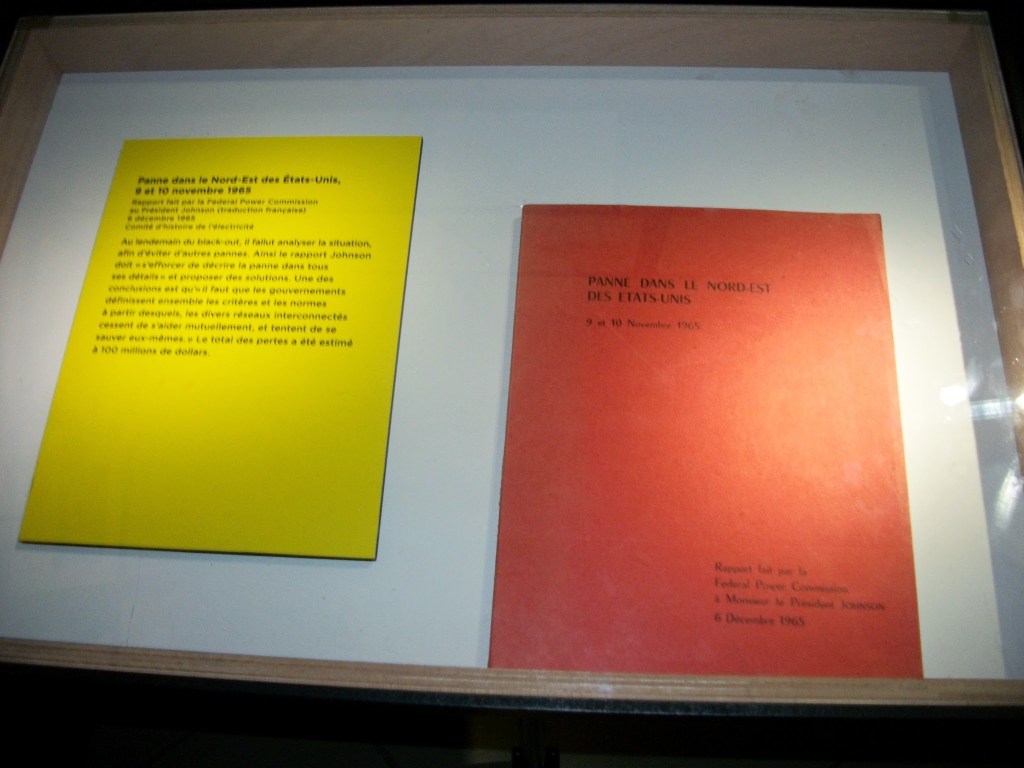 Panne dans le Nord-Est des États-Unis,
9 et 10 novembre 1965
Rapport fait par la Federal Power Commission
au Président Johnson (traduction française)
6 décembre 1965
Comité d'histoire de l'électricité
Au lendemain du black-out, il fallut analyser la situation,
afin d'éviter d'autres pannes. Ainsi le rapport Johnson
doit « s'efforcer de décrire la panne dans tous
ses détails » et proposer des solutions. Une des
conclusions est qu'« il faut que les gouvernements
définissent ensemble les critères et les normes
à partir desquels, les divers réseaux interconnectés
cessent de s'aider mutuellement, et tentent de se
sauver eux-mêmes. » Le total des pertes a été estimé
à 100 millions de dollars.
PANNE DANS LE NORD-EST
DES ETATS-UNIS
9 et 10 Novembre 1965
Rapport fait par la
Federal Power Commission
à Monsieur le Président JOHNSON
6 Décembre 1965